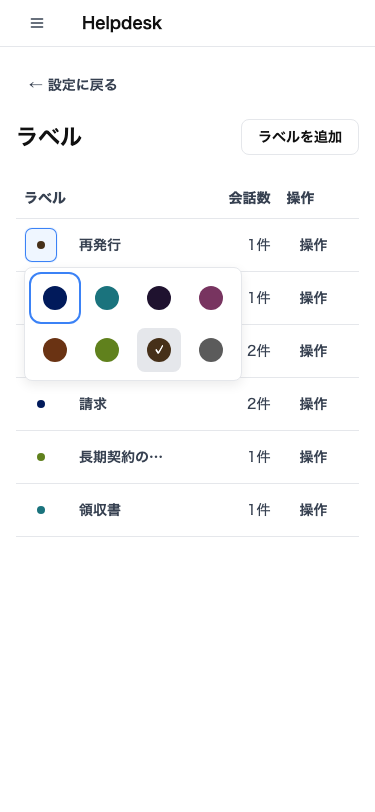 Helpdesk
← 設定に戻る
ラベル
ラベルを追加
ラベル 会話数 操作
再発行 1件 操作
1件 操作
2件 操作
請求 2件 操作
長期契約の… 1件 操作
領収書 1件 操作